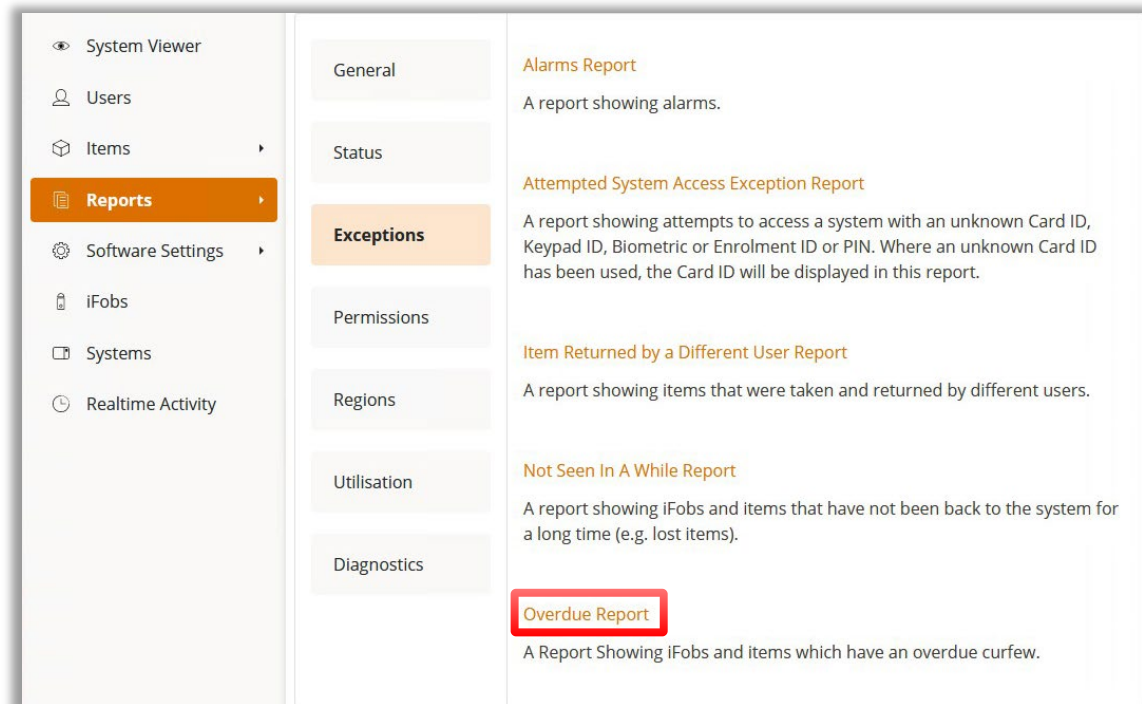 System Viewer
Users
Items
Reports
Software Settings
iFobs
Systems
Realtime Activity
General
Status
Exceptions
Permissions
Regions
Utilisation
Diagnostics
Alarms Report
A report showing alarms.
Attempted System Access Exception Report
A report showing attempts to access a system with an unknown Card ID,
Keypad ID, Biometric or Enrolment ID or PIN. Where an unknown Card ID
has been used, the Card ID will be displayed in this report.
Item Returned by a Different User Report
A report showing items that were taken and returned by different users.
Not Seen In A While Report
A report showing iFobs and items that have not been back to the system for
a long time (e.g. lost items).
Overdue Report
A Report Showing iFobs and items which have an overdue curfew.